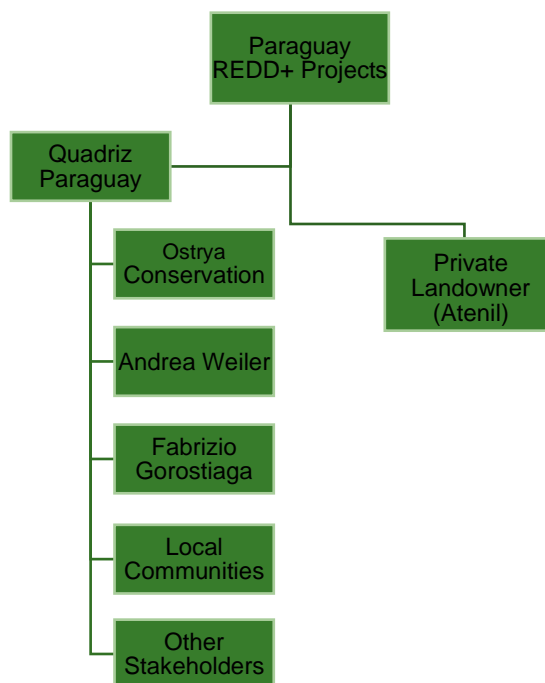 Paraguay
REDD+ Projects
Quadriz
Paraguay
Ostrya
Conservation
Private
Landowner
(Atenil)
Andrea Weiler
Fabrizio
Gorostiaga
Local
Communities
Other
Stakeholders